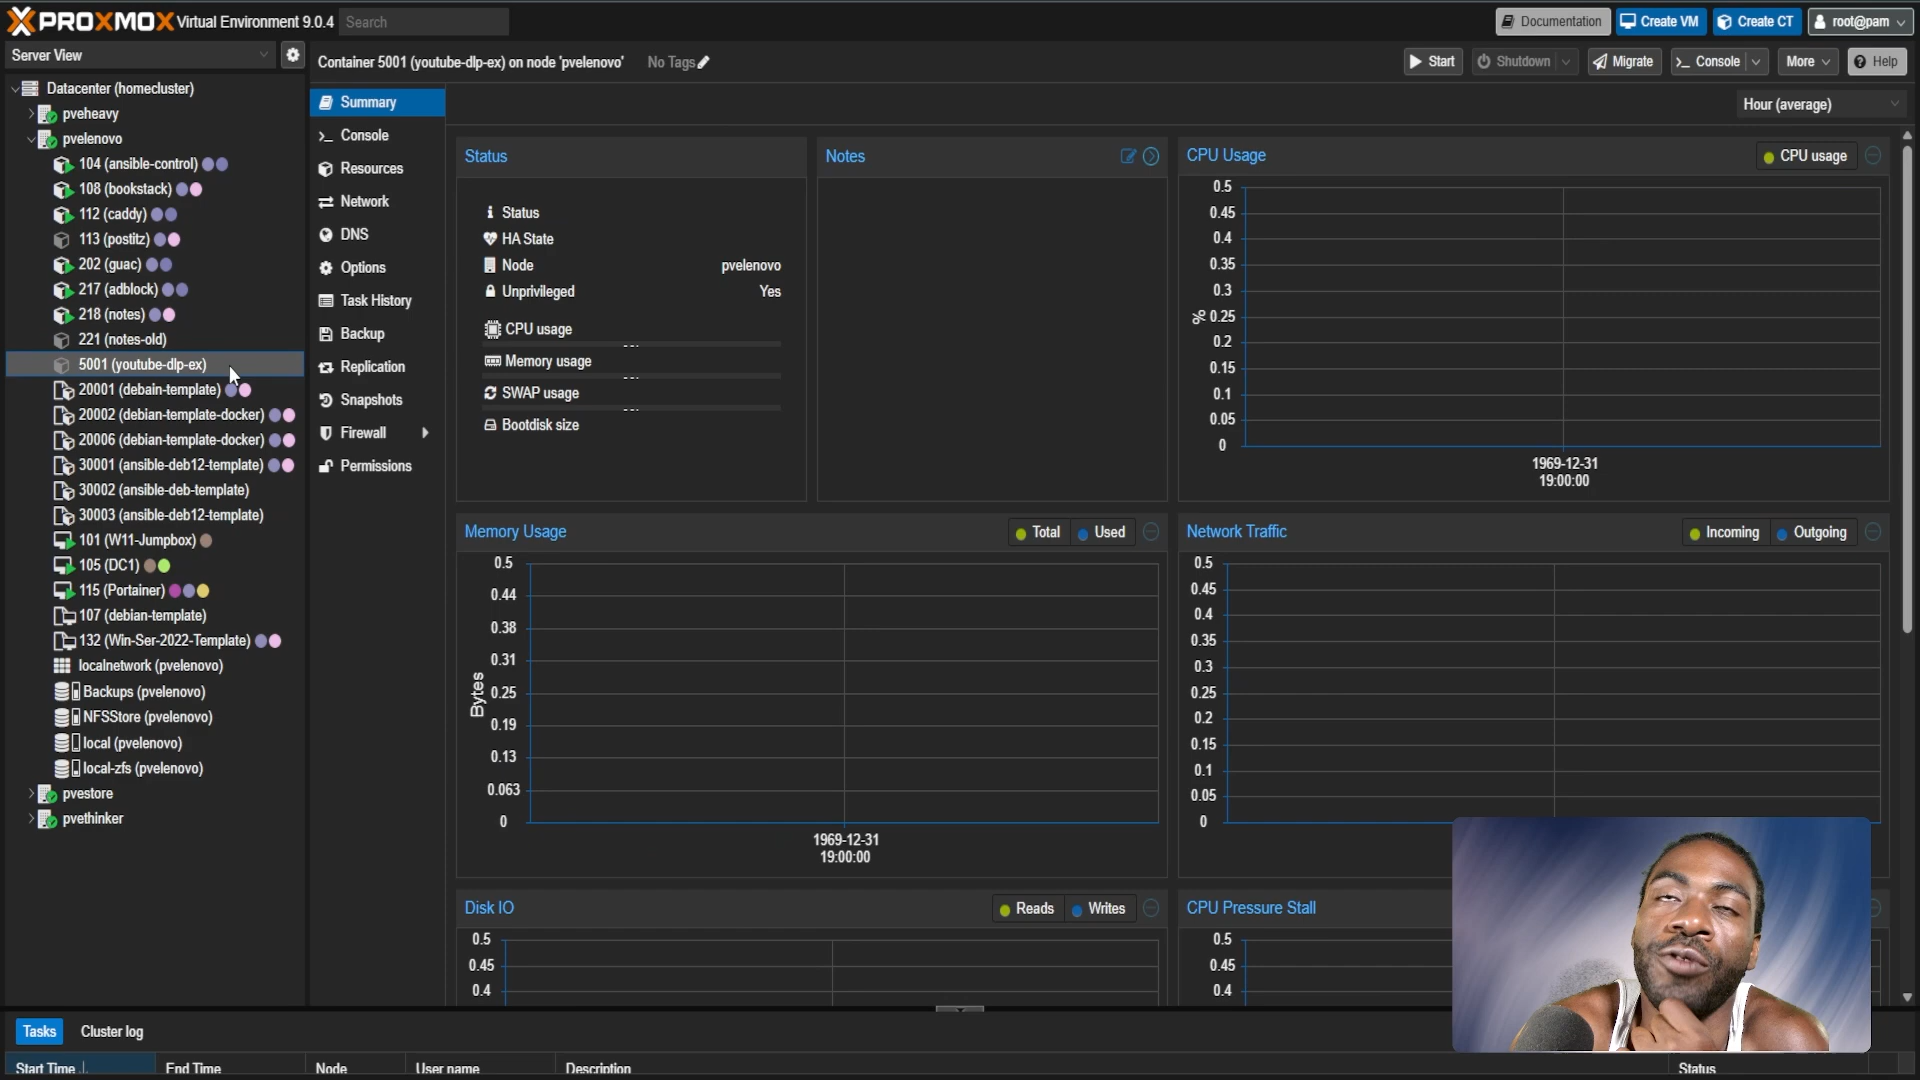 PROXMOX Virtual Environment 9.0.4 Search
Documentation Create VM Create CT root@pam
Server View
Container 5001 (youtube-dlp-ex) on node 'pvelenovo' No Tags
Start Shutdown Migrate Console More Help
Datacenter (homecluster)
pveheavy
pvelenovo
104 (ansible-control)
108 (bookstack)
112 (caddy)
113 (postitz)
202 (guac)
217 (adblock)
218 (notes)
221 (notes-old)
5001 (youtube-dlp-ex)
20001 (debain-template)
20002 (debian-template-docker)
20006 (debian-template-docker)
30001 (ansible-deb12-template)
30002 (ansible-deb-template)
30003 (ansible-deb12-template)
101 (W11-Jumpbox)
105 (DC1)
115 (Portainer)
107 (debian-template)
132 (Win-Ser-2022-Template)
localnetwork (pvelenovo)
Backups (pvelenovo)
NFSStore (pvelenovo)
local (pvelenovo)
local-zfs (pvelenovo)
pvestore
pvethinker
Summary
Console
Resources
Network
DNS
Options
Task History
Backup
Replication
Snapshots
Firewall
Permissions
Hour (average)
Status
Status
HA State
Node pvelenovo
Unprivileged Yes
CPU usage
Memory usage
SWAP usage
Bootdisk size
Notes
CPU Usage
CPU usage
0.5
0.45
0.4
0.35
0.3
% 0.25
0.2
0.15
0.1
0.05
0
1969-12-31
19:00:00
Memory Usage
Total Used
0.5
0.44
0.38
0.31
Bytes 0.25
0.19
0.13
0.063
0
1969-12-31
19:00:00
Network Traffic
Incoming Outgoing
0.5
0.45
0.4
0.35
0.3
0.25
0.2
0.15
0.1
0.05
0
Disk IO
Reads Writes
0.5
0.45
0.4
CPU Pressure Stall
0.5
0.45
0.4
Tasks Cluster log
Start Time End Time Node User name Description Status